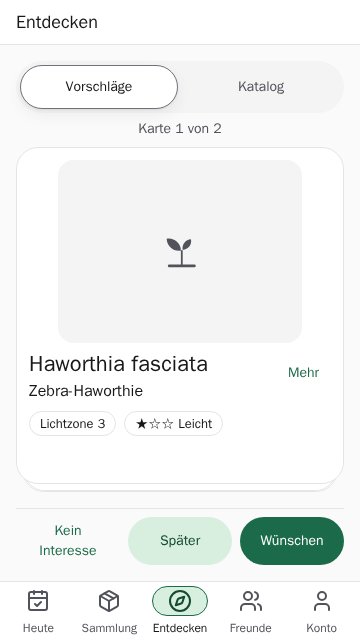 Entdecken
Vorschläge
Katalog
Karte 1 von 2
Haworthia fasciata
Mehr
Zebra-Haworthie
Lichtzone 3
★☆☆ Leicht
Kein
Interesse
Später
Wünschen
Heute
Sammlung
Entdecken
Freunde
Konto